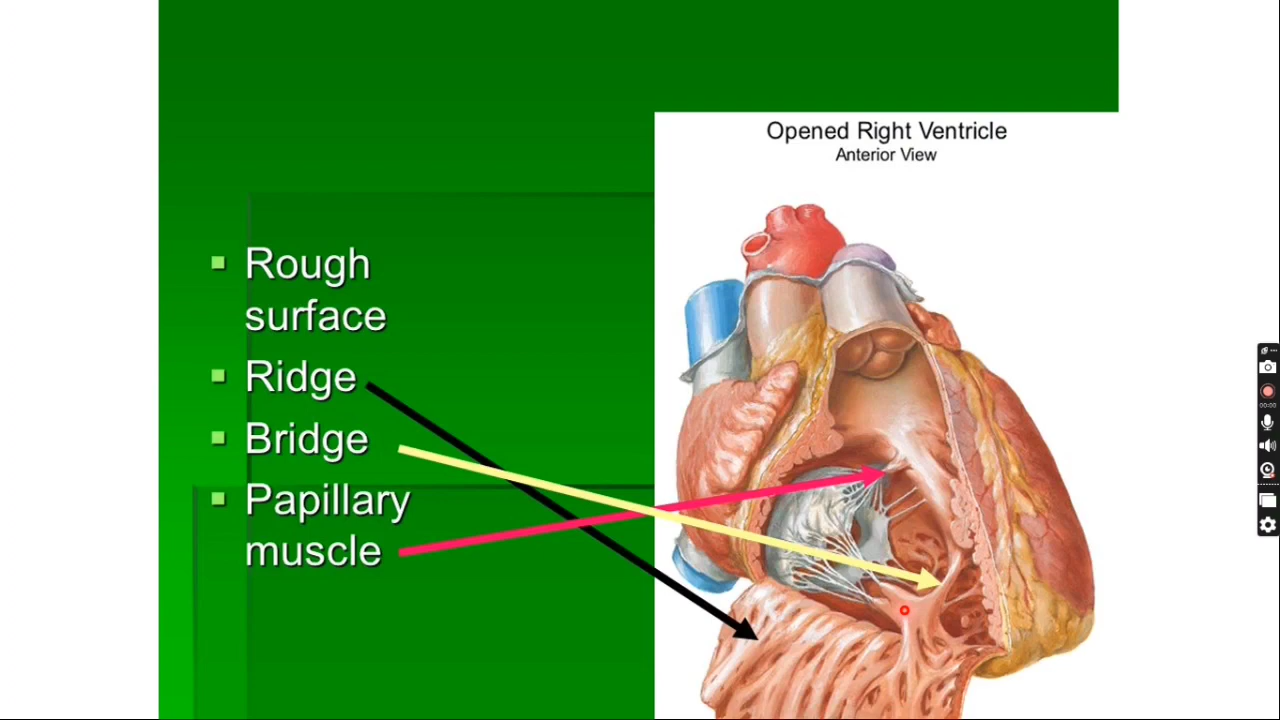 Opened Right Ventricle
Anterior View
Rough
surface
Ridge
Bridge
Papillary
muscle